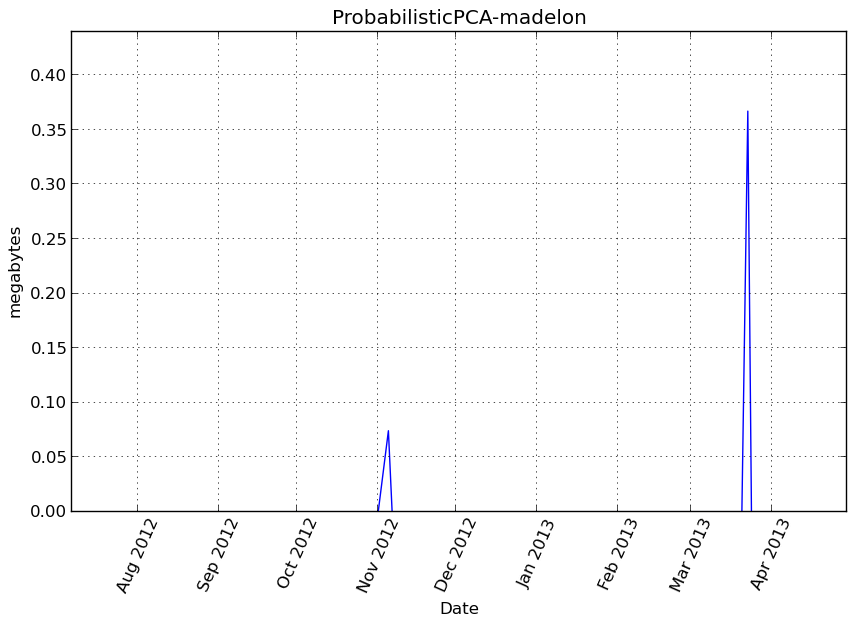 ProbabilisticPCA-madelon
0.40
0.35
0.30
0.25
0.20
0.15
0.10
0.05
0.00
megabytes
Aug 2012
Sep 2012
Oct 2012
Nov 2012
Dec 2012
Jan 2013
Feb 2013
Mar 2013
Apr 2013
Date